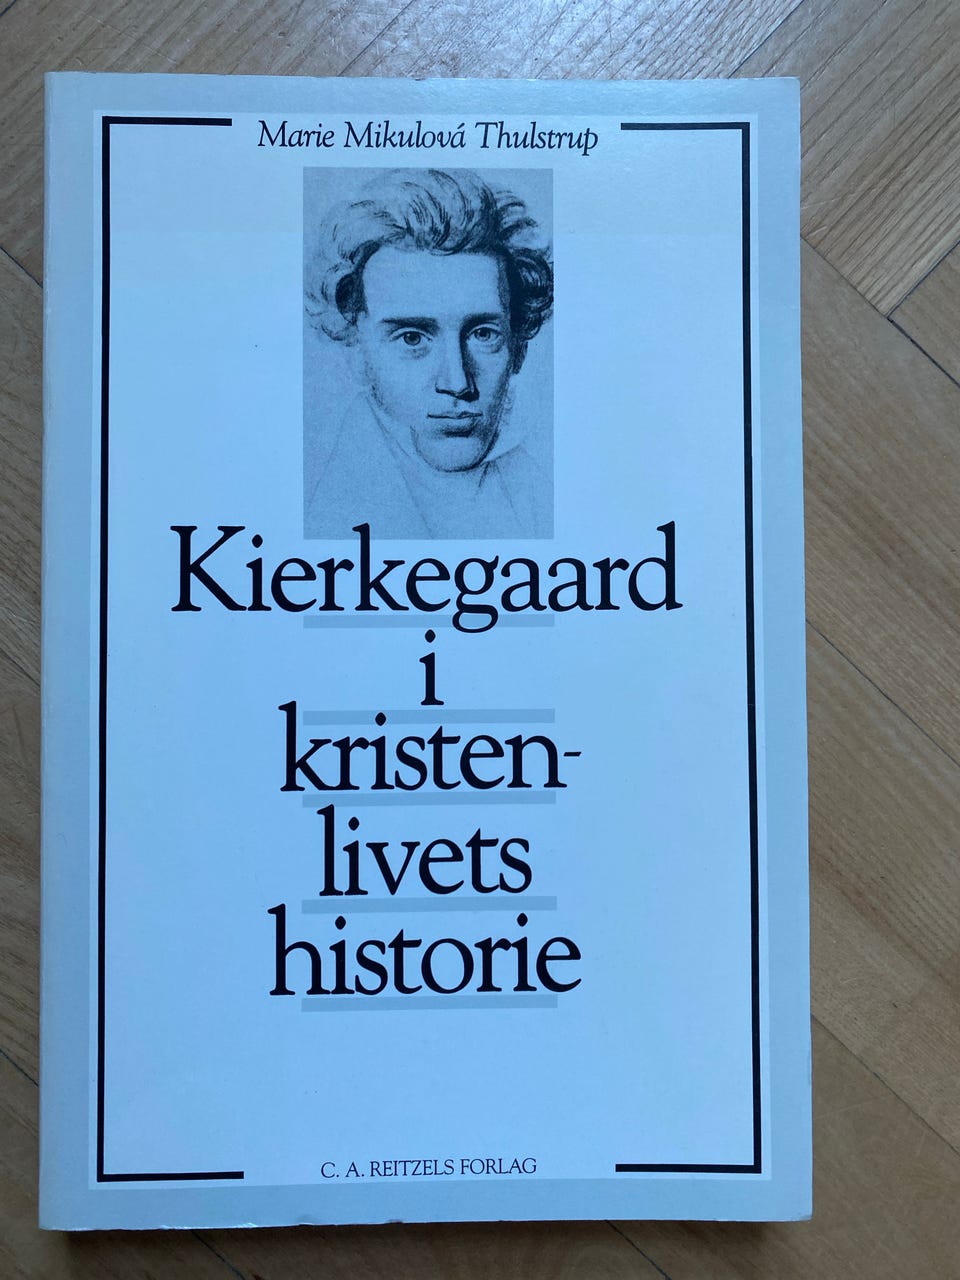 Marie Mikulová Thulstrup
Kierkegaard
i
kristen-
livets
historie
C. A. REITZELS FORLAG